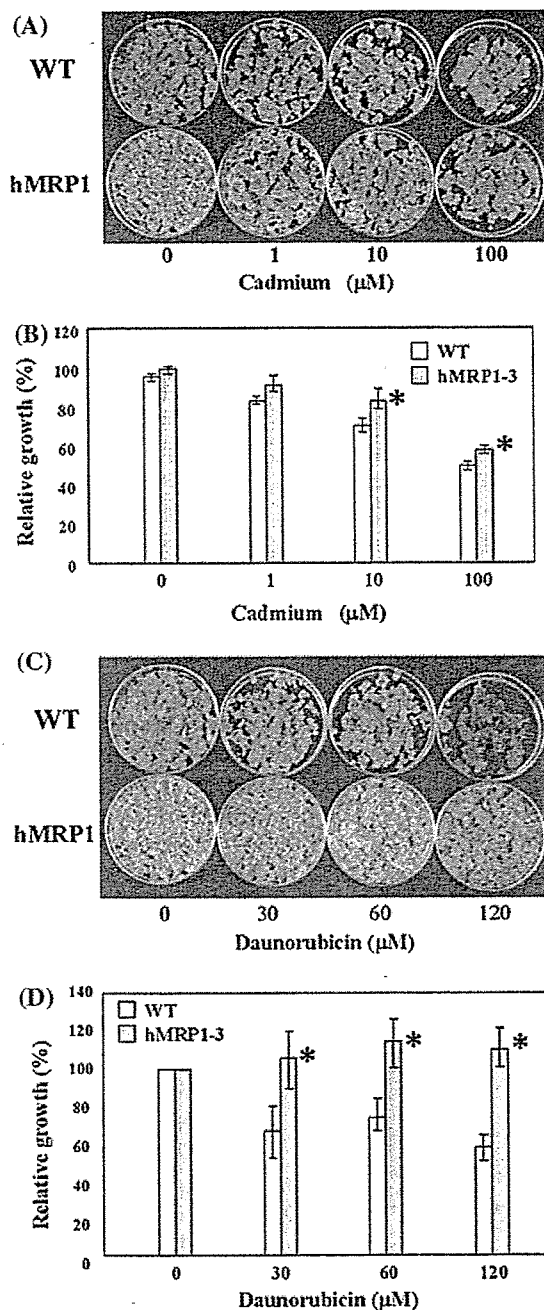 (A)
WT
hMRP1
0 1 10 100
Cadmium (μM)
(B)
120
100
80
60
40
20
0
Relative growth (%)
WT
hMRP1-3
*
*
0 1 10 100
Cadmium (μM)
(C)
WT
hMRP1
0 30 60 120
Daunorubicin (μM)
(D)
140
120
100
80
60
40
20
0
Relative growth (%)
WT
hMRP1-3
* * *
0 30 60 120
Daunorubicin (μM)